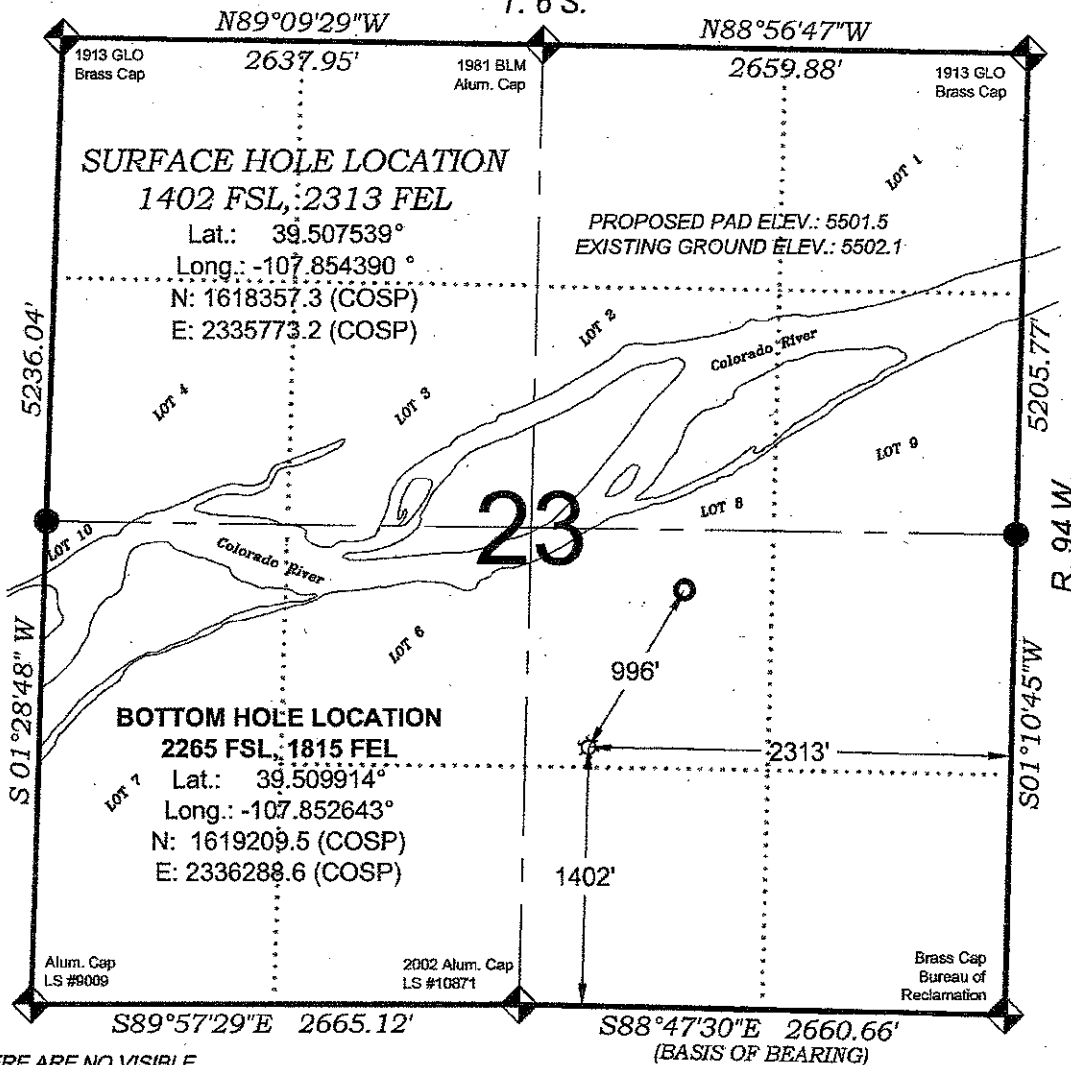 T. 6 S.
N89°09'29"W
N88°56'47"W
1913 GLO
Brass Cap
2637.95'
1981 BLM
Alum. Cap
2659.88'
1913 GLO
Brass Cap
SURFACE HOLE LOCATION
1402 FSL, 2313 FEL
Lat.: 39.507539°
Long.: -107.854390 °
N: 1618357.3 (COSP)
E: 2335773.2 (COSP)
LOT 1
PROPOSED PAD ELEV.: 5501.5
EXISTING GROUND ELEV.: 5502.1
5236.04'
5205.77'
LOT 2
Colorado River
LOT 4
LOT 3
LOT 9
LOT 8
23
LOT 10
Colorado River
R. 94 W.
LOT 6
996'
S 01°28'48" W
S01°10'45"W
BOTTOM HOLE LOCATION
2265 FSL, 1815 FEL
Lat.: 39.509914°
Long.: -107.852643°
N: 1619209.5 (COSP)
E: 2336288.6 (COSP)
LOT 7
2313'
1402'
Alum. Cap
LS #9009
2002 Alum. Cap
LS #10871
Brass Cap
Bureau of
Reclamation
S89°57'29"E 2665.12'
S88°47'30"E 2660.66'
(BASIS OF BEARING)
ARE NO VISIBLE